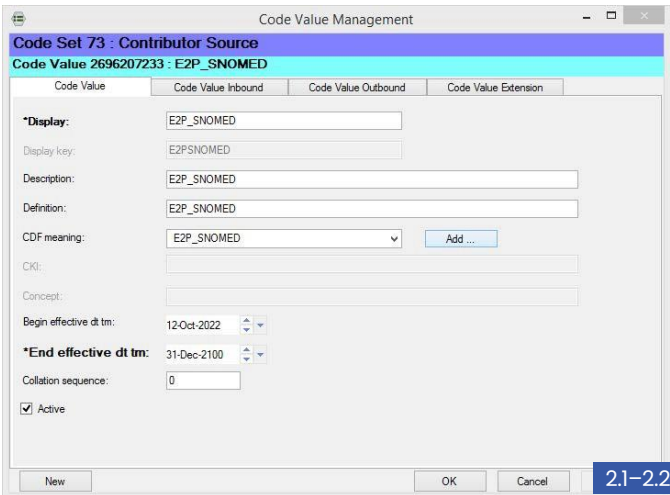 Code Value Management
Code Set 73 : Contributor Source
Code Value 2696207233 : E2P_SNOMED
Code Value Code Value Inbound Code Value Outbound Code Value Extension
*Display: E2P_SNOMED
Display key: E2PSNOMED
Description: E2P_SNOMED
Definition: E2P_SNOMED
CDF meaning: E2P_SNOMED Add ...
CKI:
Concept:
Begin effective dt tm: 12-Oct-2022
*End effective dt tm: 31-Dec-2100
Collation sequence: 0
Active
New OK Cancel 2.1–2.2